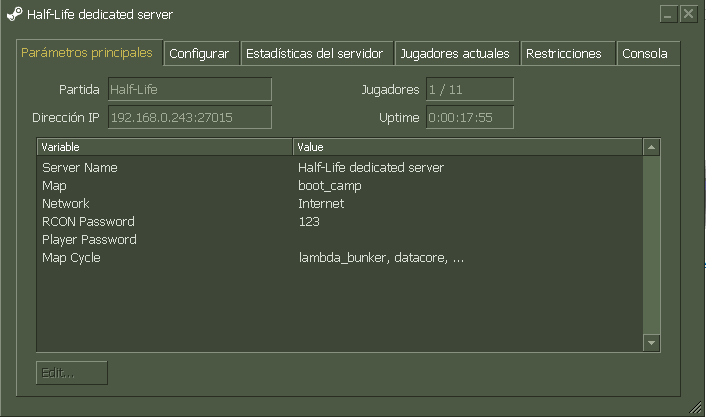 Half-Life dedicated server
Parámetros principales Configurar Estadísticas del servidor Jugadores actuales Restricciones Consola
Partida Half-Life Jugadores 1 / 11
Dirección IP 192.168.0.243:27015 Uptime 0:00:17:55
Variable Value
Server Name Half-Life dedicated server
Map boot_camp
Network Internet
RCON Password 123
Player Password
Map Cycle lambda_bunker, datacore, ...
Edit...